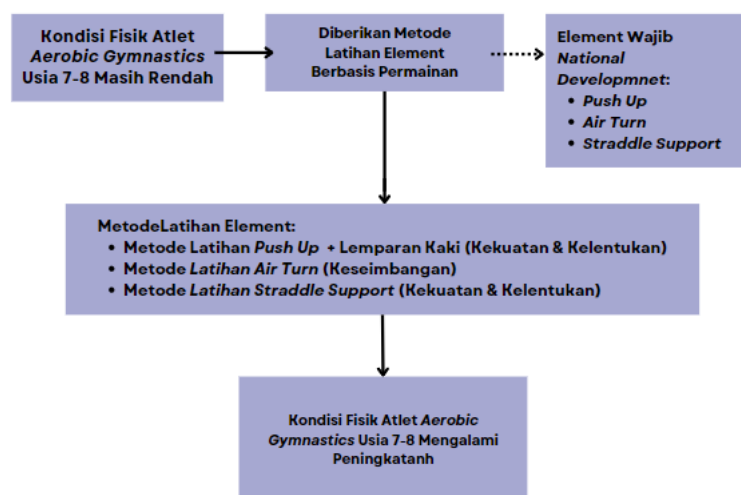 Kondisi Fisik Atlet
Aerobic Gymnastics
Usia 7-8 Masih Rendah
Diberikan Metode
Latihan Element
Berbasis Permainan
Element Wajib
National
Developmnet:
• Push Up
• Air Turn
• Straddle Support
MetodeLatihan Element:
• Metode Latihan Push Up + Lemparan Kaki (Kekuatan & Kelentukan)
• Metode Latihan Air Turn (Keseimbangan)
• Metode Latihan Straddle Support (Kekuatan & Kelentukan)
Kondisi Fisik Atlet Aerobic
Gymnastics Usia 7-8 Mengalami
Peningkatanh